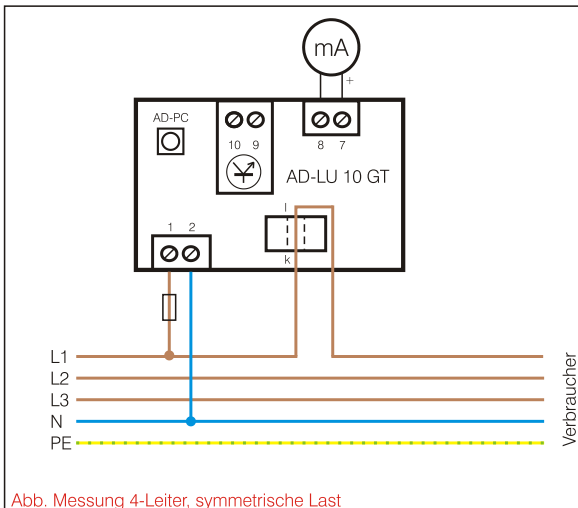 mA
+
AD-PC
10 9
8 7
AD-LU 10 GT
1 2
l
k
L1
L2
L3
N
PE
Verbraucher
Abb. Messung 4-Leiter, symmetrische Last